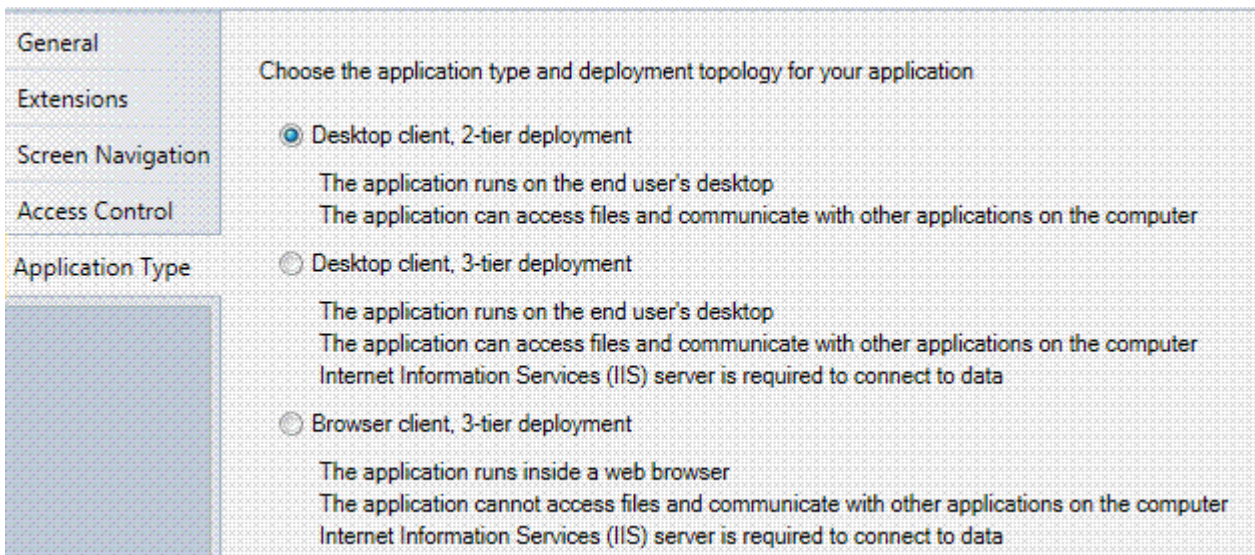 General
Extensions
Screen Navigation
Access Control
Application Type
Choose the application type and deployment topology for your application
Desktop client, 2-tier deployment
The application runs on the end user's desktop
The application can access files and communicate with other applications on the computer
Desktop client, 3-tier deployment
The application runs on the end user's desktop
The application can access files and communicate with other applications on the computer
Internet Information Services (IIS) server is required to connect to data
Browser client, 3-tier deployment
The application runs inside a web browser
The application cannot access files and communicate with other applications on the computer
Internet Information Services (IIS) server is required to connect to data